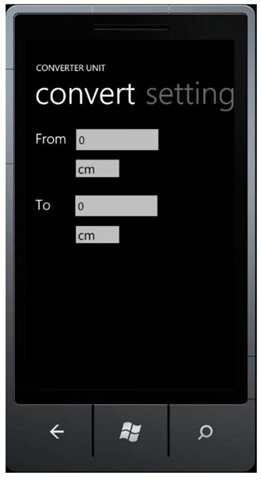 CONVERTER UNIT
convert setting
From 0
cm
To 0
cm